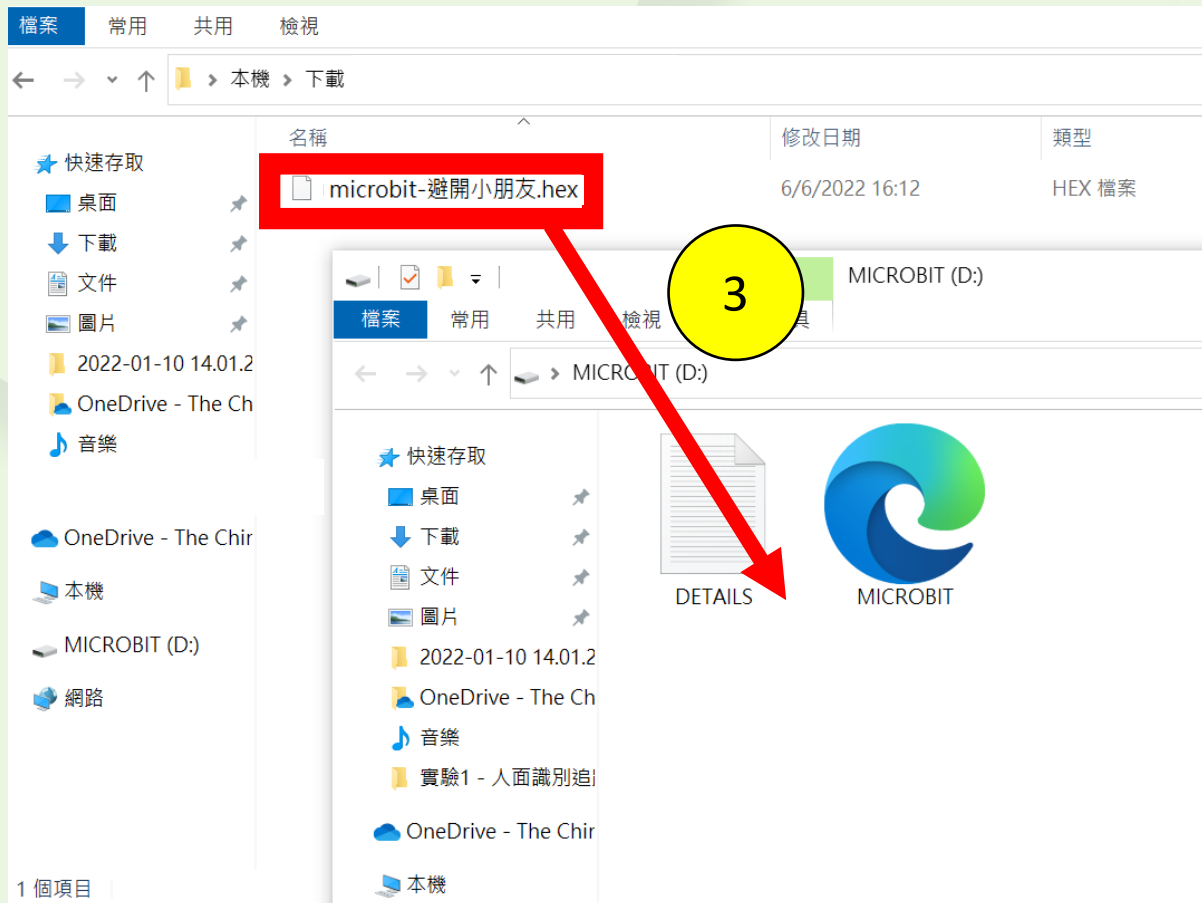 檔案 常用 共用 檢視
本機 下載
名稱 修改日期 類型
microbit-避開小朋友.hex 6/6/2022 16:12 HEX 檔案
快速存取
桌面
下載
文件
圖片
2022-01-10 14.01.2
OneDrive - The Ch
音樂
OneDrive - The Chir
本機
MICROBIT (D:)
網路
1 個項目
3
MICROBIT (D:)
檔案 常用 共用 檢視 具
MICROBIT (D:)
快速存取
桌面
下載
文件
圖片
2022-01-10 14.01.2
OneDrive - The Ch
音樂
實驗1 - 人面識別追
OneDrive - The Chir
本機
DETAILS
MICROBIT